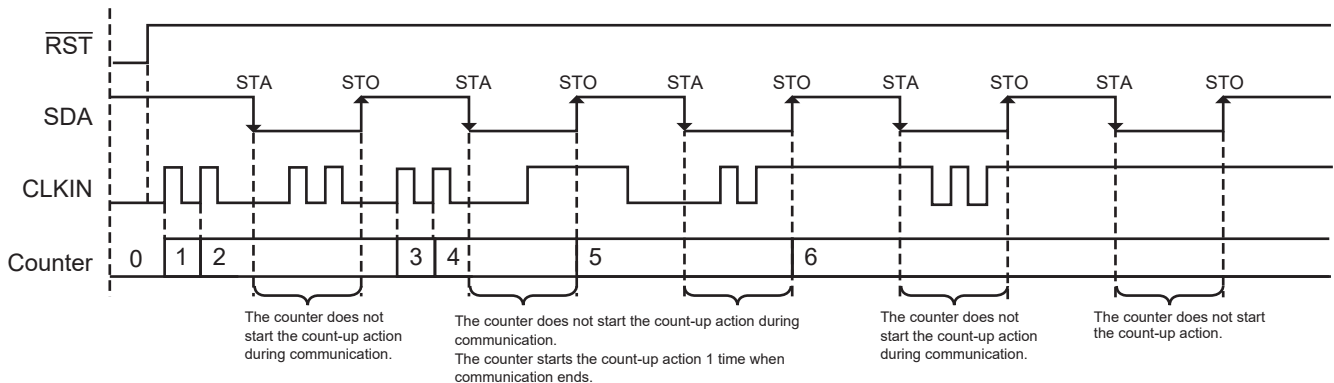 RST
STA STO STA STO STA STO STA STO STA STO
SDA
CLKIN
Counter 0 1 2 3 4 5 6
The counter does not
start the count-up action
during communication.
The counter does not start the count-up action during
communication.
The counter starts the count-up action 1 time when
communication ends.
The counter does not
start the count-up action
during communication.
The counter does not start
the count-up action.